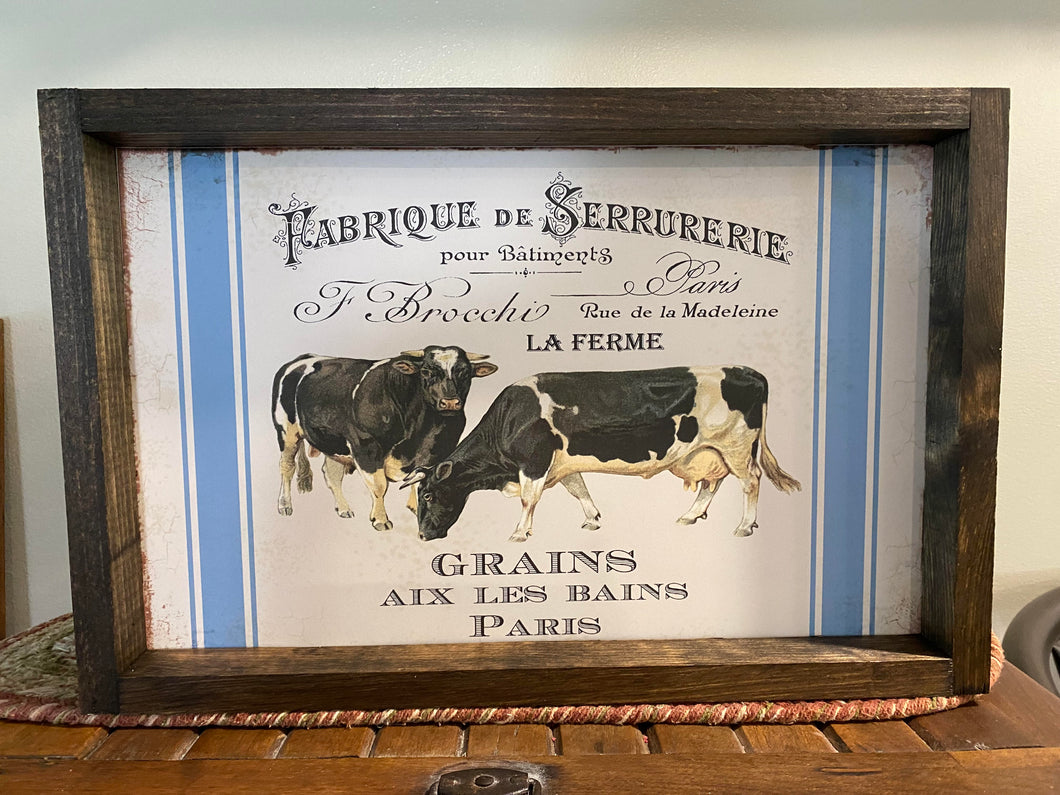 FABRIQUE DE SERRURERIE
pour Bâtiments
F Brocchi Paris
Rue de la Madeleine
LA FERME
GRAINS
AIX LES BAINS
PARIS